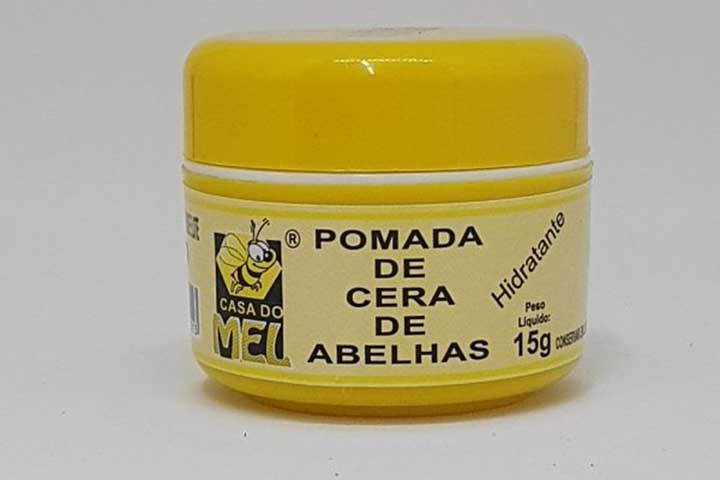 CASA DO
MEL
®
POMADA
DE
CERA
DE
ABELHAS
Hidratante
Peso
Líquido:
15g